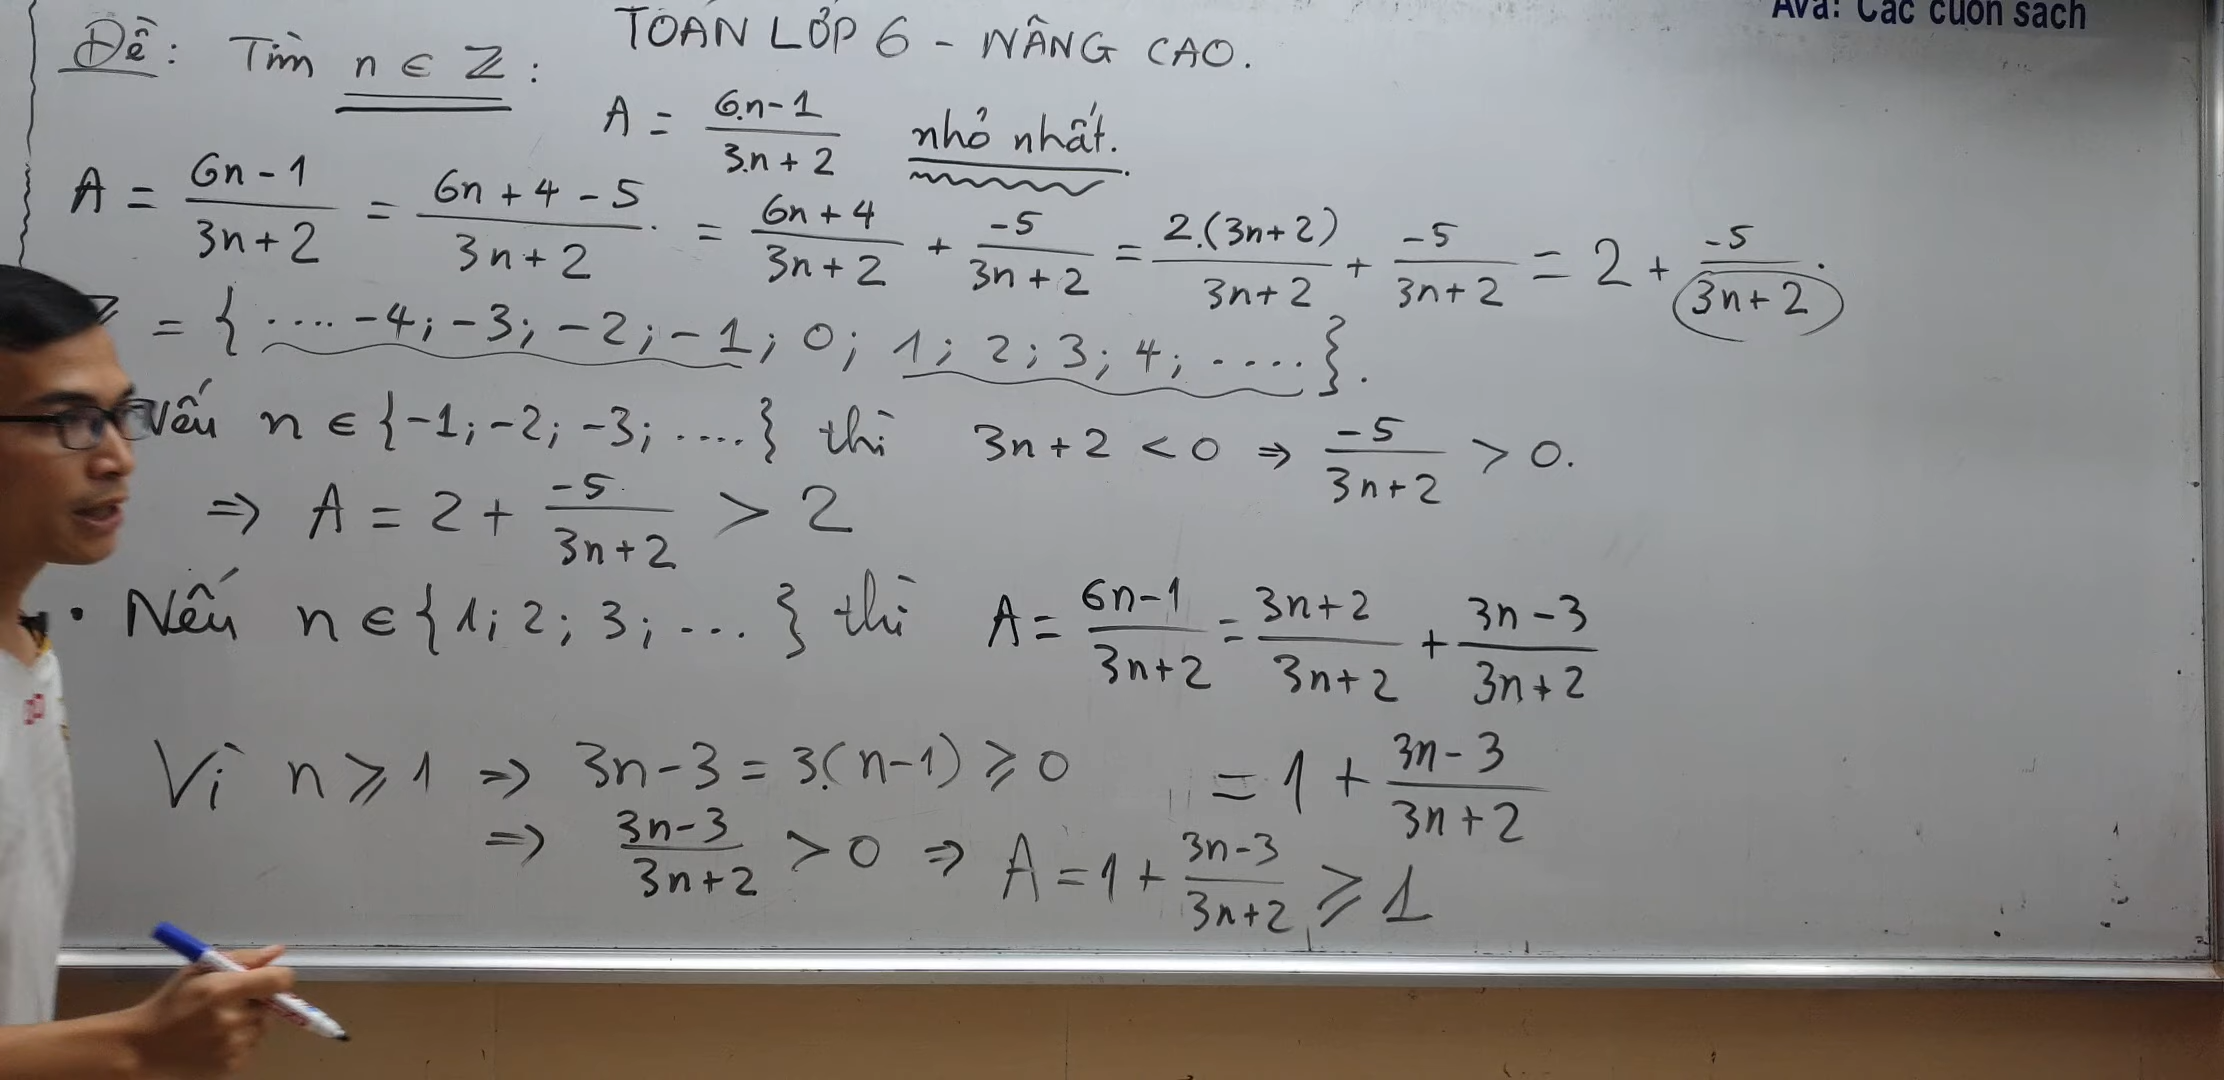 Ava: Các cuốn sách
TOÁN LỚP 6 - NÂNG CAO.
Đề: Tìm n ∈ Z :
A = (6.n-1)/(3.n+2) nhỏ nhất.
A = (6n-1)/(3n+2) = (6n+4-5)/(3n+2) = (6n+4)/(3n+2) + (-5)/(3n+2) = (2.(3n+2))/(3n+2) + (-5)/(3n+2) = 2 + (-5)/(3n+2).
Z = {....-4; -3; -2; -1; 0; 1; 2; 3; 4; ....}.
Nếu n ∈ {-1; -2; -3; ....} thì 3n+2 < 0 ⇒ (-5)/(3n+2) > 0.
⇒ A = 2 + (-5)/(3n+2) > 2
• Nếu n ∈ {1; 2; 3; ...} thì A = (6n-1)/(3n+2) = (3n+2)/(3n+2) + (3n-3)/(3n+2)
Vì n ⩾ 1 ⇒ 3n-3 = 3.(n-1) ⩾ 0 = 1 + (3n-3)/(3n+2)
⇒ (3n-3)/(3n+2) > 0 ⇒ A = 1 + (3n-3)/(3n+2) ⩾ 1